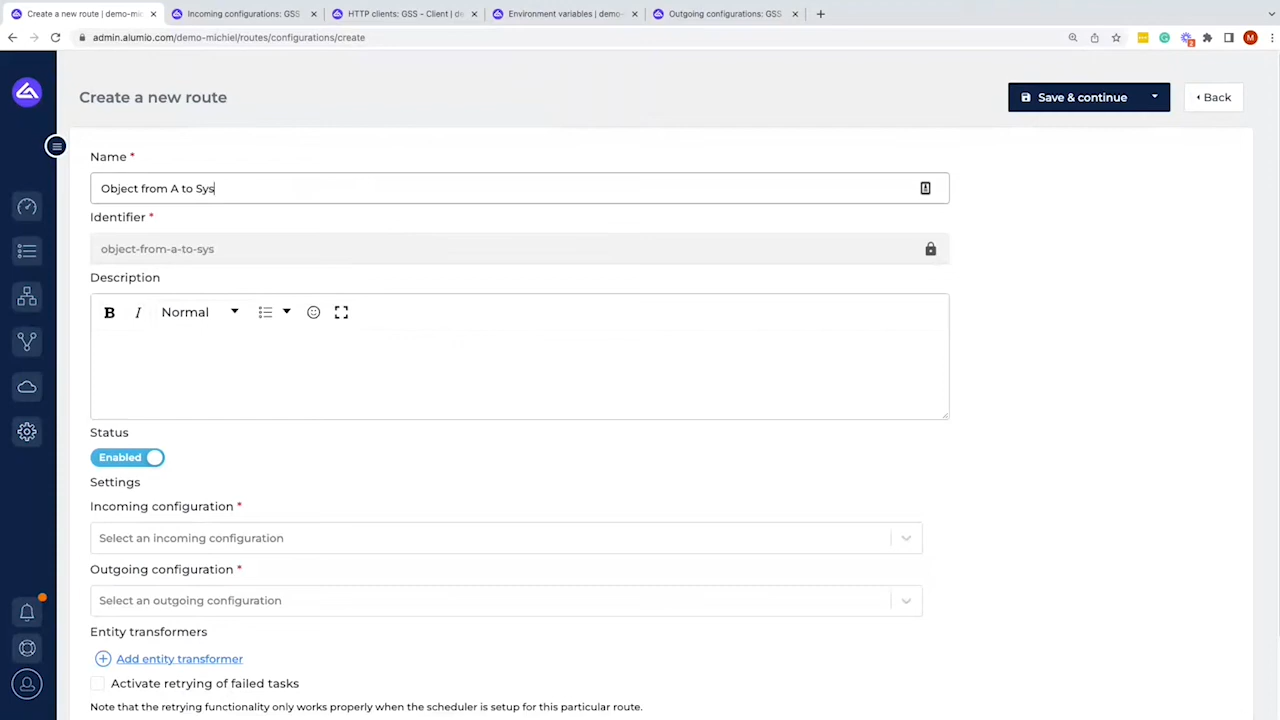 Create a new route | demo-mic
Incoming configurations: GSS
HTTP clients: GSS - Client | de
Environment variables | demo-
Outgoing configurations: GSS
admin.alumio.com/demo-michiel/routes/configurations/create
2
M
Create a new route
Save & continue
Back
Name *
Object from A to Sys
Identifier *
object-from-a-to-sys
Description
B I Normal
Status
Enabled
Settings
Incoming configuration *
Select an incoming configuration
Outgoing configuration *
Select an outgoing configuration
Entity transformers
Add entity transformer
Activate retrying of failed tasks
Note that the retrying functionality only works properly when the scheduler is setup for this particular route.